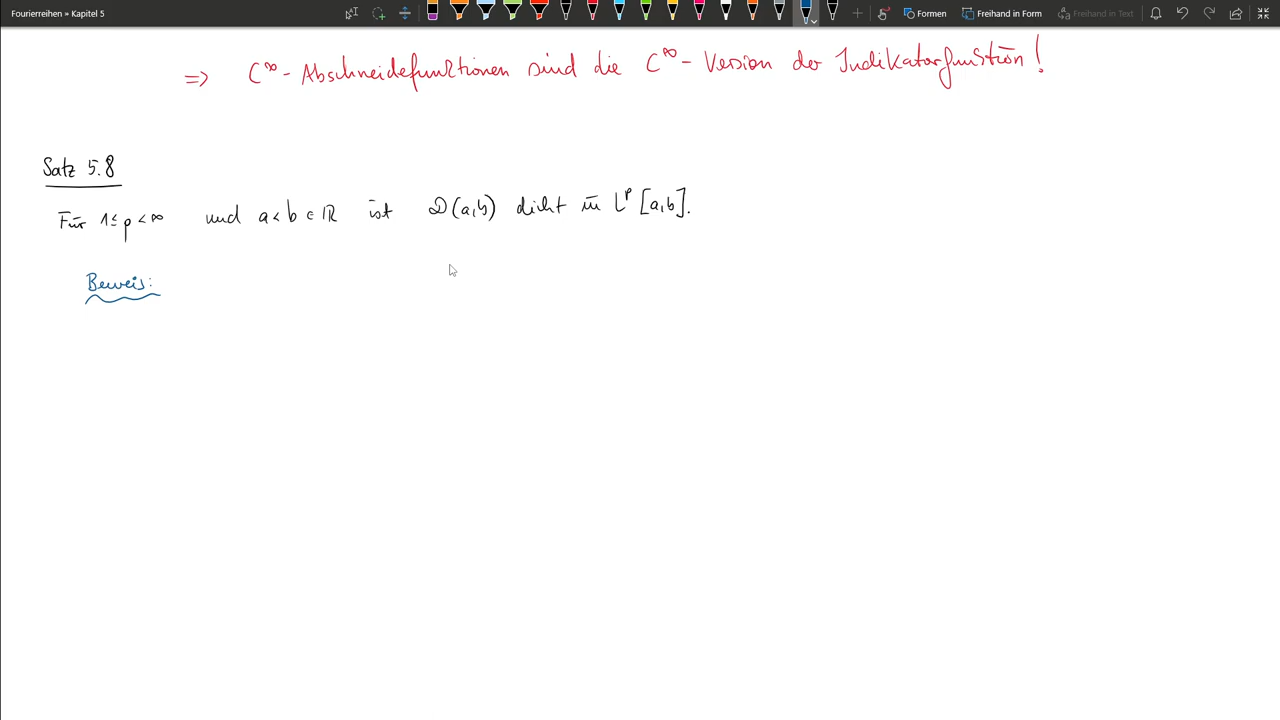 Fourierreihen » Kapitel 5
Formen Freihand in Form Freihand in Text
=> C^∞ - Abschneidefunktionen sind die C^∞ - Version der Indikatorfunktion!
Satz 5.8
Für 1 ≤ p < ∞ und a < b ∈ ℝ ist 𝒟(a,b) dicht in L^p [a,b].
Beweis: